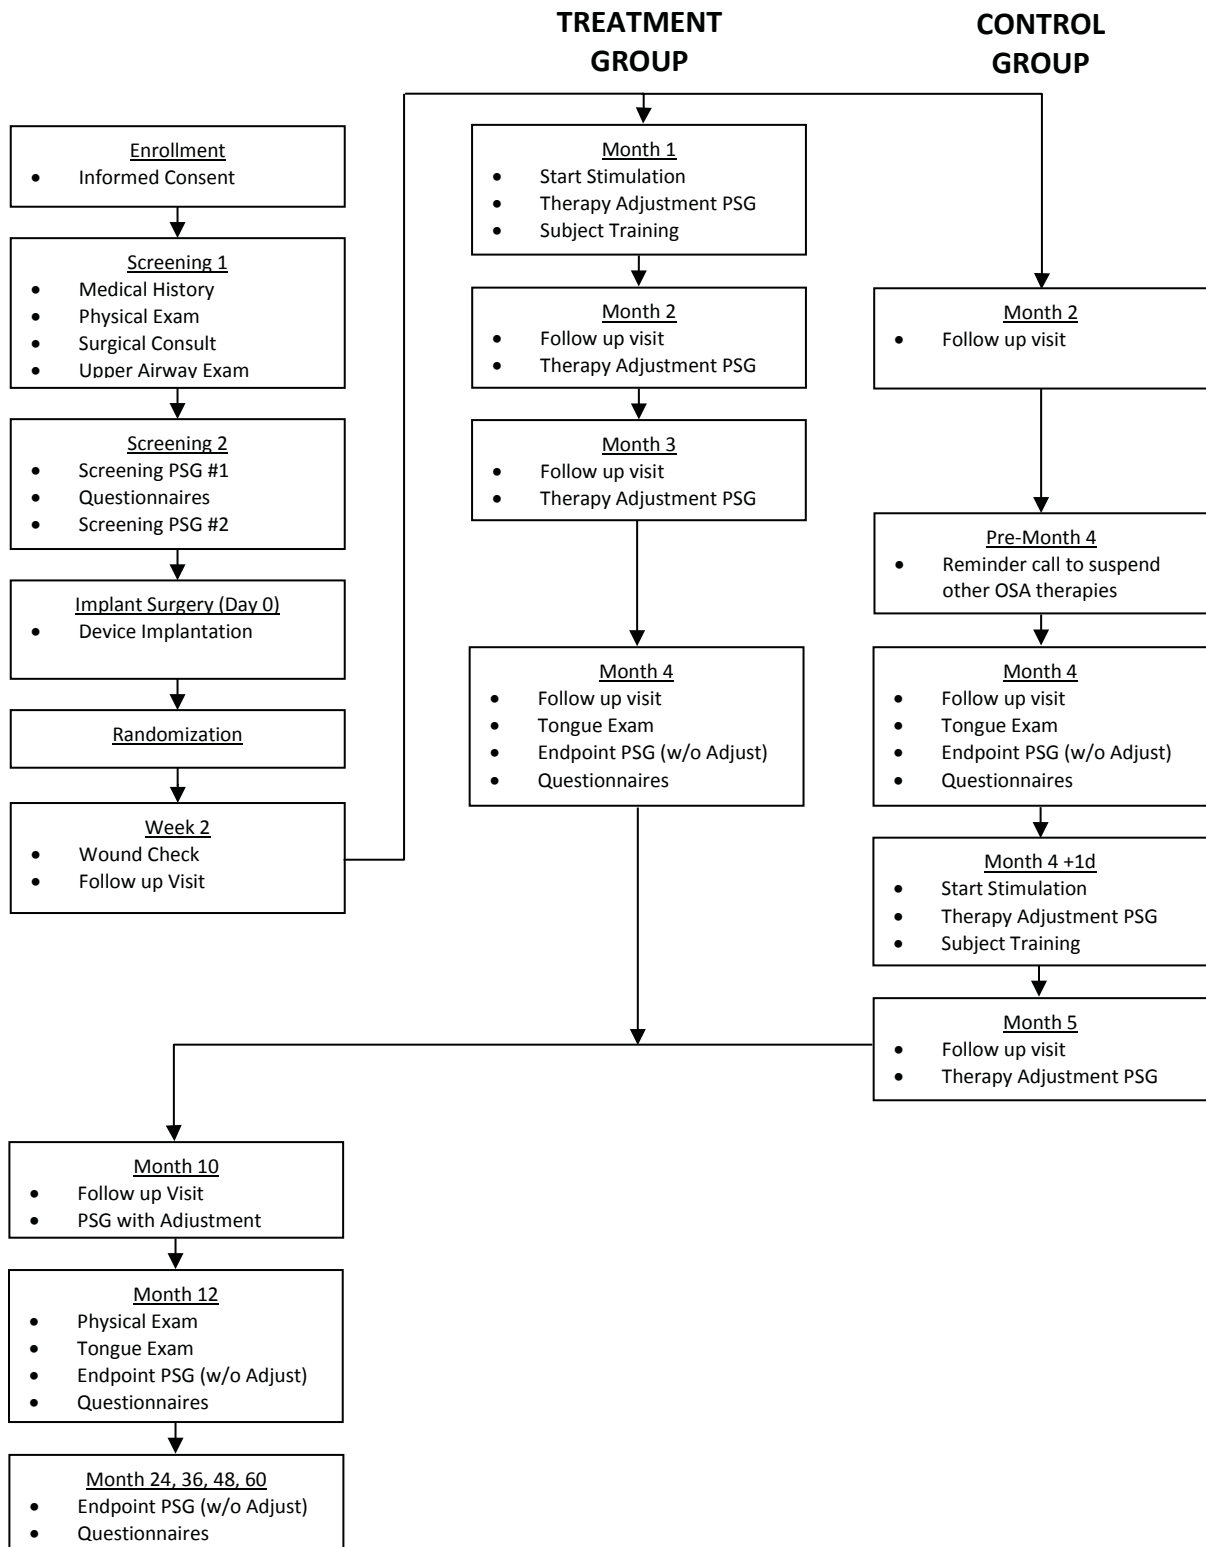 TREATMENT
GROUP
CONTROL
GROUP
Enrollment
• Informed Consent
Screening 1
• Medical History
• Physical Exam
• Surgical Consult
• Upper Airway Exam
Screening 2
• Screening PSG #1
• Questionnaires
• Screening PSG #2
Implant Surgery (Day 0)
• Device Implantation
Randomization
Week 2
• Wound Check
• Follow up Visit
Month 1
• Start Stimulation
• Therapy Adjustment PSG
• Subject Training
Month 2
• Follow up visit
• Therapy Adjustment PSG
Month 3
• Follow up visit
• Therapy Adjustment PSG
Month 4
• Follow up visit
• Tongue Exam
• Endpoint PSG (w/o Adjust)
• Questionnaires
Month 2
• Follow up visit
Pre-Month 4
• Reminder call to suspend
other OSA therapies
Month 4
• Follow up visit
• Tongue Exam
• Endpoint PSG (w/o Adjust)
• Questionnaires
Month 4 +1d
• Start Stimulation
• Therapy Adjustment PSG
• Subject Training
Month 5
• Follow up visit
• Therapy Adjustment PSG
Month 10
• Follow up Visit
• PSG with Adjustment
Month 12
• Physical Exam
• Tongue Exam
• Endpoint PSG (w/o Adjust)
• Questionnaires
Month 24, 36, 48, 60
• Endpoint PSG (w/o Adjust)
• Questionnaires